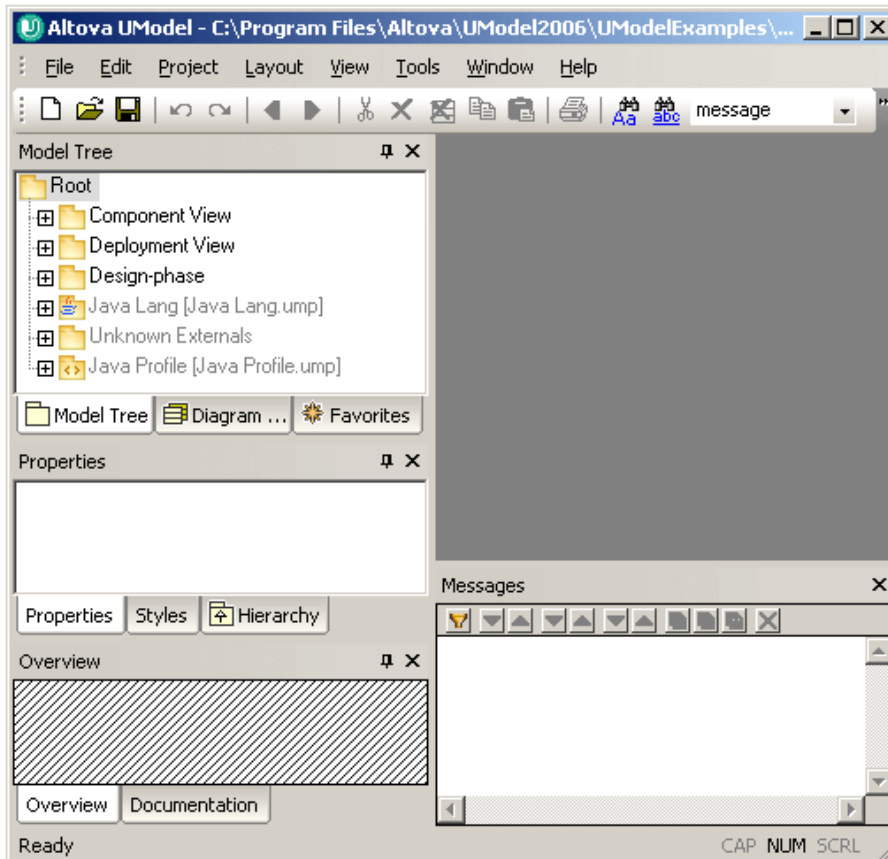 Altova UModel - C:\Program Files\Altova\UModel2006\UModelExamples\...
File Edit Project Layout View Tools Window Help
Aa abc message
Model Tree
Root
Component View
Deployment View
Design-phase
Java Lang [Java Lang.ump]
Unknown Externals
Java Profile [Java Profile.ump]
Model Tree Diagram ... Favorites
Properties
Properties Styles Hierarchy
Messages
Overview
Overview Documentation
Ready CAP NUM SCRL